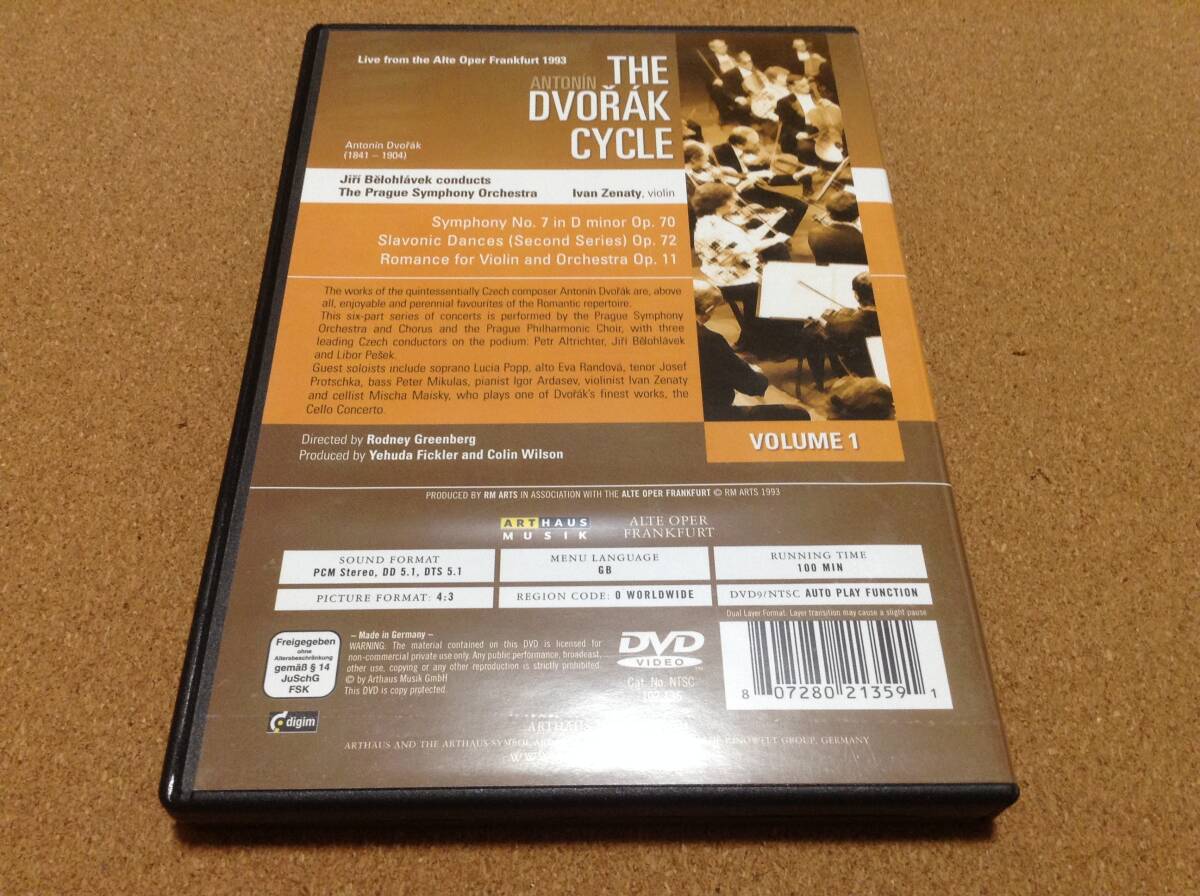 Live from the Alte Oper Frankfurt 1993
THE
ANTONÍN
DVOŘÁK
CYCLE
Antonín Dvořák
(1841 – 1904)
Jiří Bělohlávek conducts
The Prague Symphony Orchestra Ivan Zenaty, violin
Symphony No. 7 in D minor Op. 70
Slavonic Dances (Second Series) Op. 72
Romance for Violin and Orchestra Op. 11
The works of the quintessentially Czech composer Antonín Dvořák are, above
all, enjoyable and perennial favourites of the Romantic repertoire.
This six-part series of concerts is performed by the Prague Symphony
Orchestra and Chorus and the Prague Philharmonic Choir, with three
leading Czech conductors on the podium: Petr Altrichter, Jiří Bělohlávek
and Libor Pešek.
Guest soloists include soprano Lucia Popp, alto Eva Randová, tenor Josef
Protschka, bass Peter Mikulas, pianist Igor Ardasev, violinist Ivan Zenaty
and cellist Mischa Maisky, who plays one of Dvořák's finest works, the
Cello Concerto.
VOLUME 1
Directed by Rodney Greenberg
Produced by Yehuda Fickler and Colin Wilson
PRODUCED BY RM ARTS IN ASSOCIATION WITH THE ALTE OPER FRANKFURT © RM ARTS 1993
ARTHAUS
MUSIK
ALTE OPER
FRANKFURT
SOUND FORMAT
PCM Stereo, DD 5.1, DTS 5.1
MENU LANGUAGE
GB
RUNNING TIME
100 MIN
PICTURE FORMAT: 4:3
REGION CODE: 0 WORLDWIDE
DVD9/NTSC AUTO PLAY FUNCTION
Dual Layer Format. Layer transition may cause a slight pause
Freigegeben
ohne
Altersbeschränkung
gemäß § 14
JuSchG
FSK
– Made in Germany –
WARNING: The material contained on this DVD is licensed for
non-commercial private use only. Any public performance, broadcast,
other use, copying or any other reproduction is strictly prohibited.
© by Arthaus Musik GmbH
This DVD is copy protected.
DVD
VIDEO
Cat. No. NTSC
8 07280 21359 1
digim
ARTHAUS
ARTHAUS AND THE ARTHAUS SYMBOL KINOWELT GROUP, GERMANY